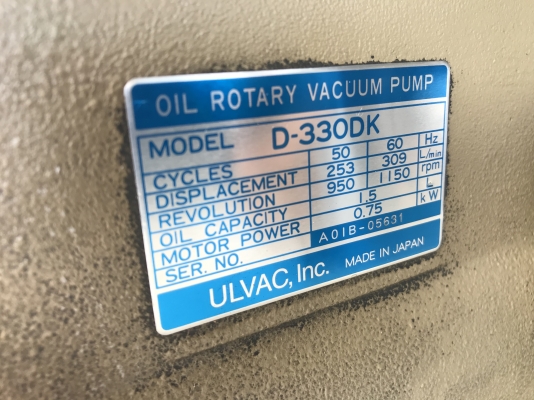 OIL ROTARY VACUUM PUMP
MODEL D-330DK
CYCLES 50 60 Hz
DISPLACEMENT 253 309 L/min
REVOLUTION 950 1150 rpm
OIL CAPACITY 1.5 L
MOTOR POWER 0.75 kW
SER. NO. A01B-05631
ULVAC, Inc. MADE IN JAPAN